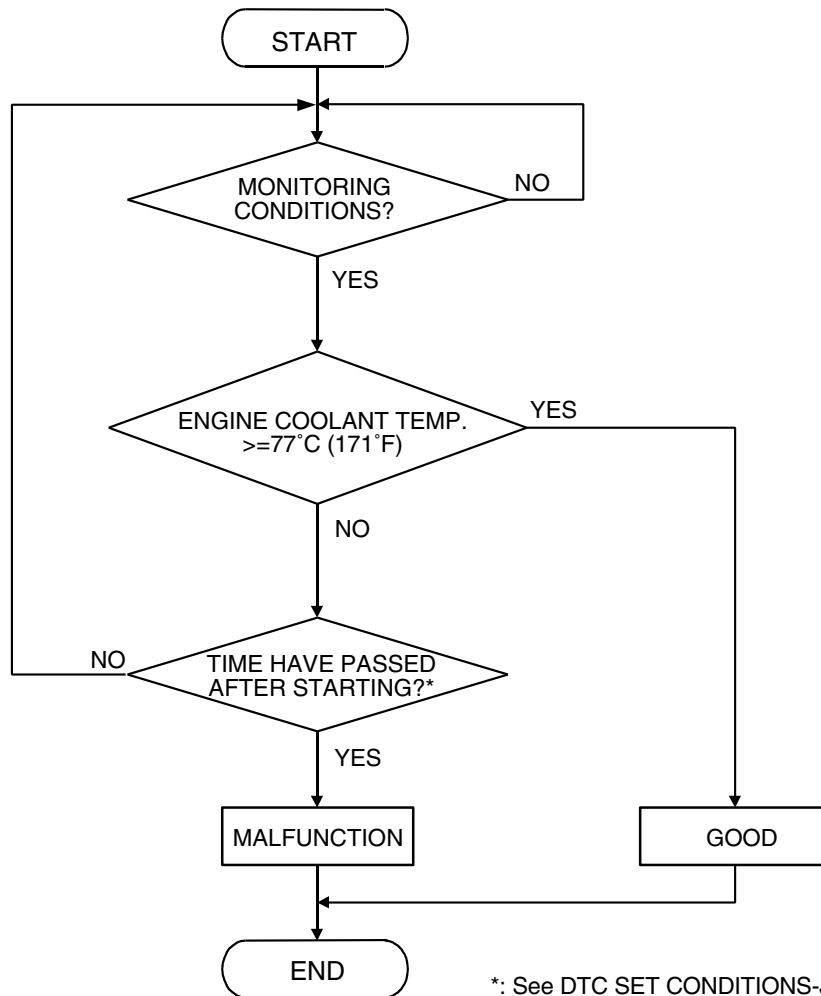 START
MONITORING
CONDITIONS?
NO
YES
ENGINE COOLANT TEMP.
>=77˚C (171˚F)
YES
NO
TIME HAVE PASSED
AFTER STARTING?*
NO
YES
MALFUNCTION
GOOD
END
*: See DTC SET CONDITIONS-